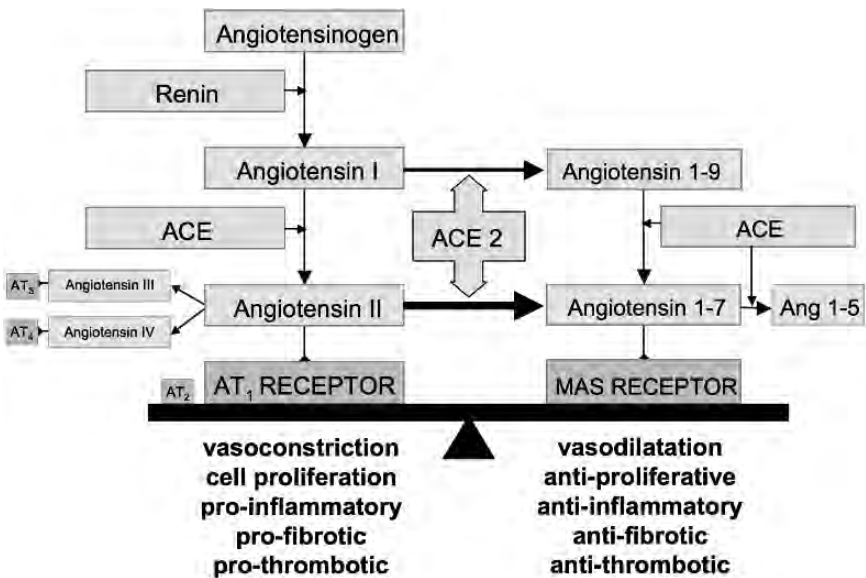 Angiotensinogen
Renin
Angiotensin I
Angiotensin 1-9
ACE
ACE 2
ACE
AT₃
Angiotensin III
Angiotensin II
Angiotensin 1-7
Ang 1-5
AT₄
Angiotensin IV
AT₂
AT₁ RECEPTOR
MAS RECEPTOR
vasoconstriction
cell proliferation
pro-inflammatory
pro-fibrotic
pro-thrombotic
vasodilatation
anti-proliferative
anti-inflammatory
anti-fibrotic
anti-thrombotic